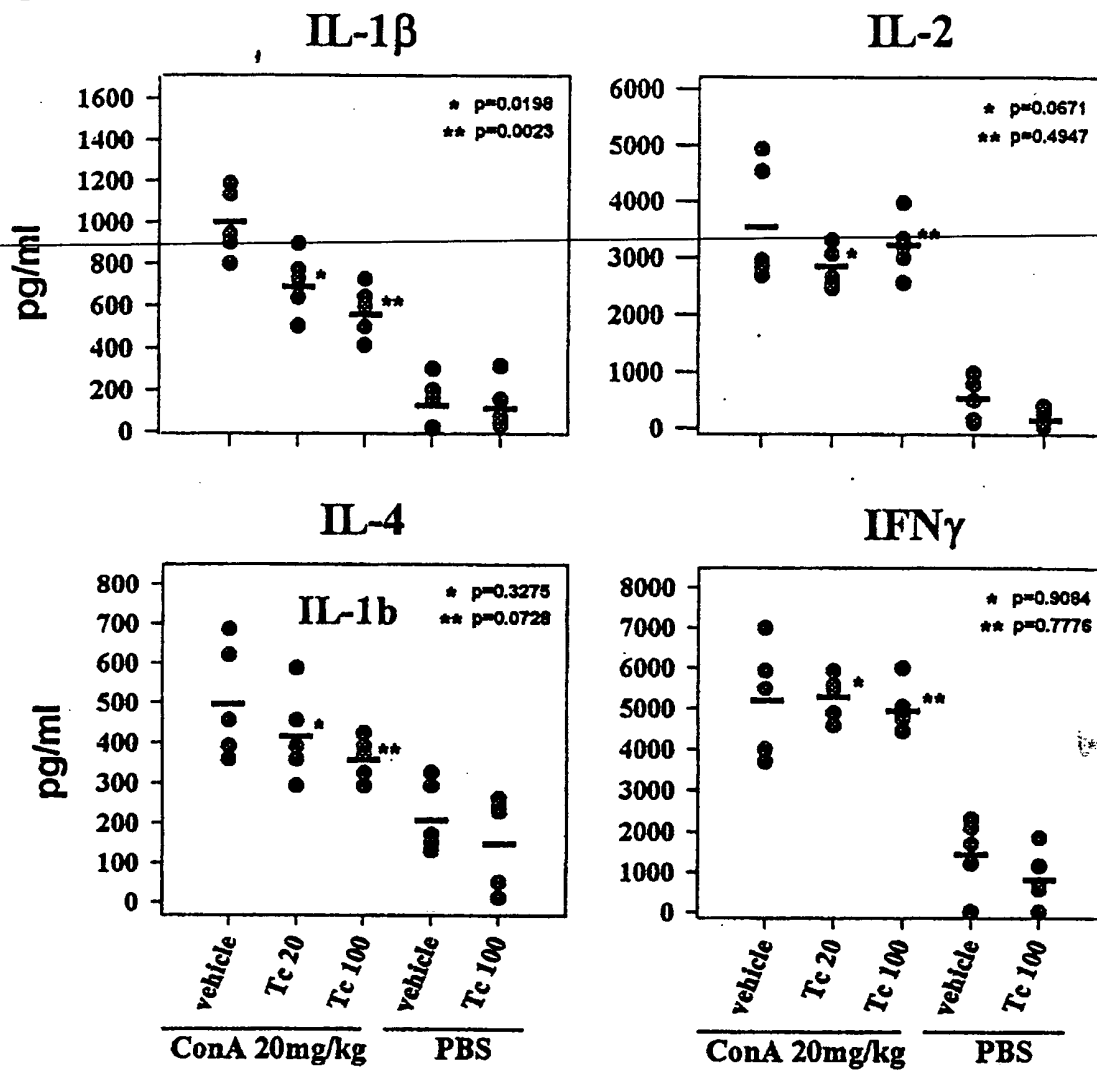 IL-1β
IL-2
pg/ml
1600
1400
1200
1000
800
600
400
200
0
* p=0.0198
** p=0.0023
*
**
6000
5000
4000
3000
2000
1000
0
* p=0.0671
** p=0.4947
*
**
IL-4
IFNγ
pg/ml
800
700
600
500
400
300
200
100
0
IL-1b
* p=0.3275
** p=0.0728
*
**
8000
7000
6000
5000
4000
3000
2000
1000
0
* p=0.9084
** p=0.7776
*
**
vehicle
Tc 20
Tc 100
vehicle
Tc 100
ConA 20mg/kg
PBS
vehicle
Tc 20
Tc 100
vehicle
Tc 100
ConA 20mg/kg
PBS